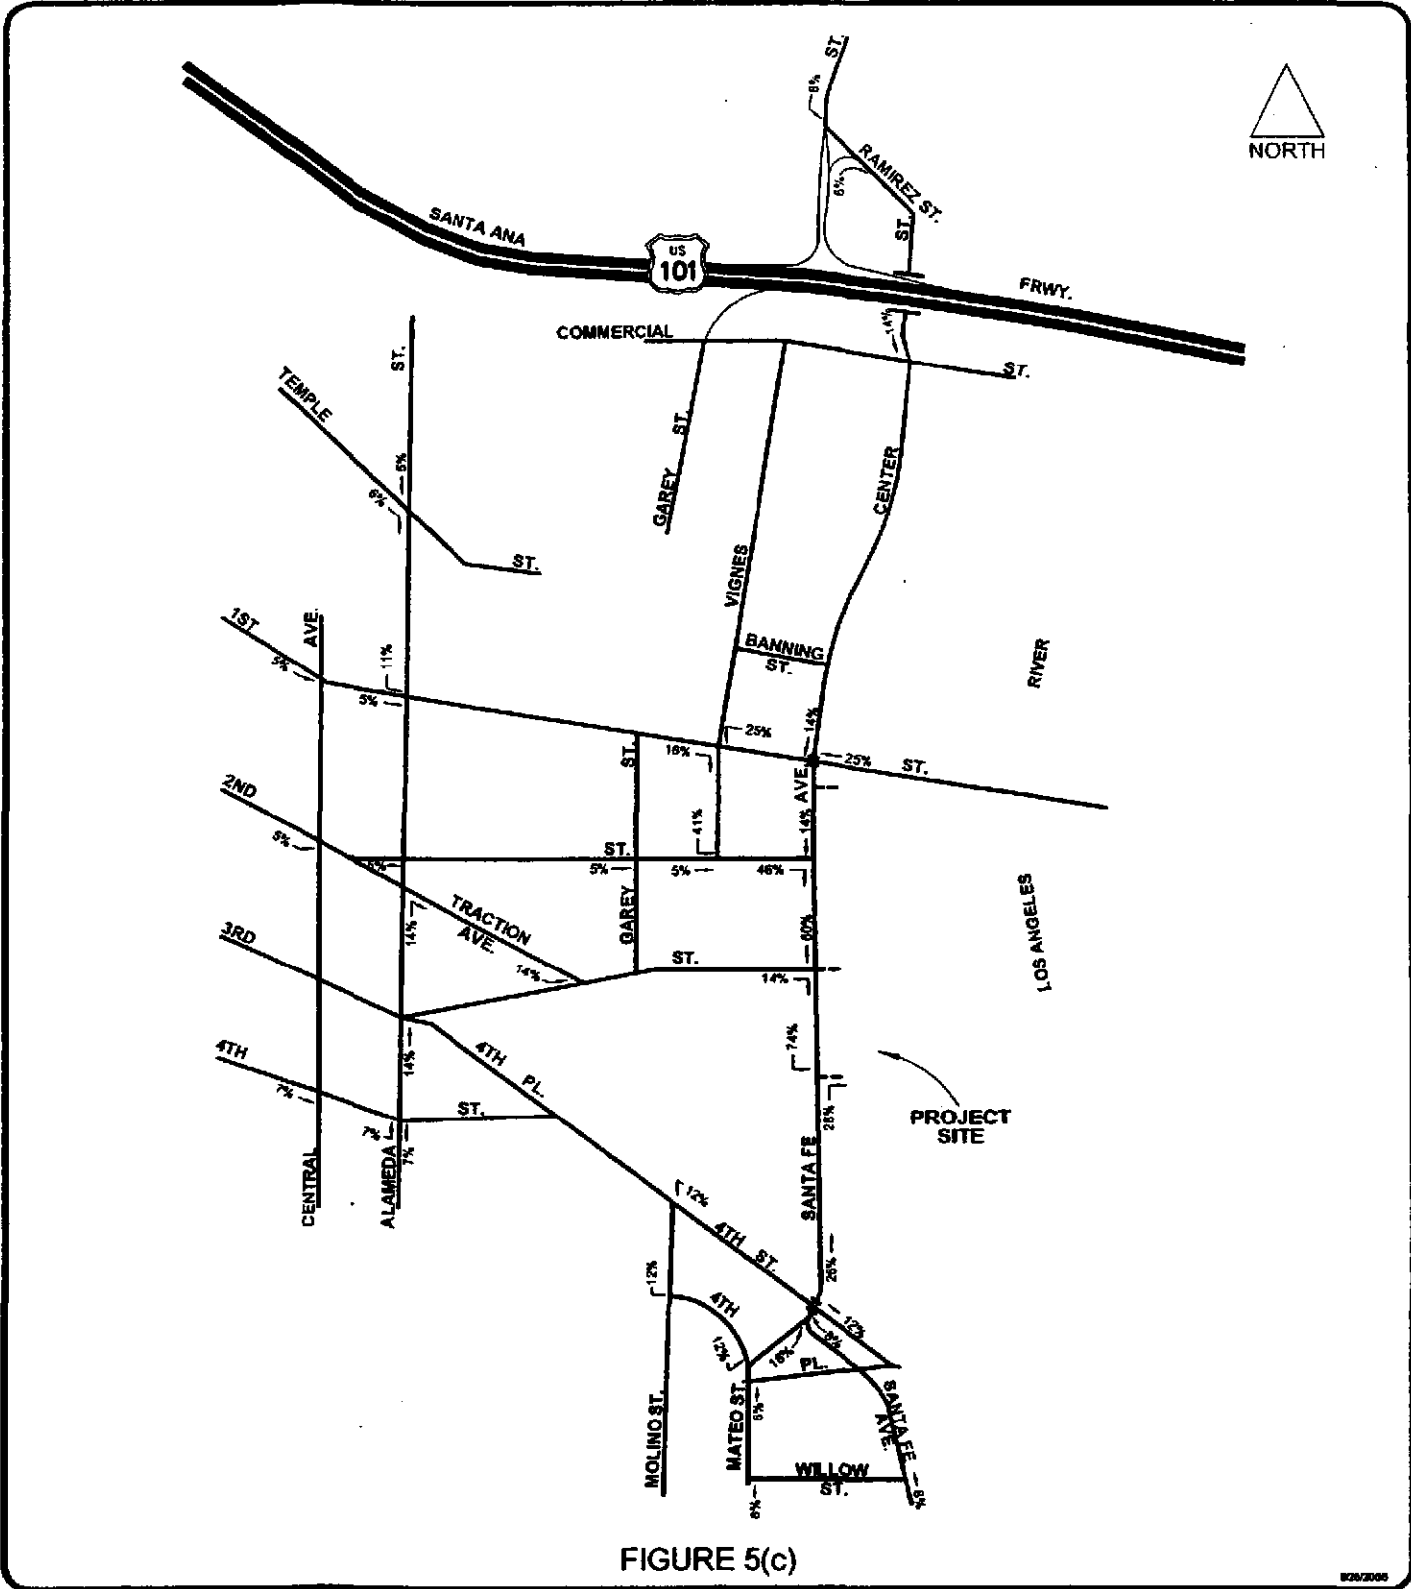 ST.
8%
NORTH
RAMIREZ ST.
6%
ST.
SANTA ANA
US
101
FRWY.
COMMERCIAL
14%
ST.
ST.
TEMPLE
ST.
5%
6%
GAREY
CENTER
ST.
VIGNES
1ST
AVE.
BANNING
ST.
RIVER
5%
11%
5%
14%
25%
ST.
16%
25%
ST.
AVE.
2ND
41%
14%
5%
ST.
5%
5%
46%
TRACTION
AVE.
GAREY
14%
60%
LOS ANGELES
3RD
ST.
14%
14%
4TH
14%
4TH
PL.
74%
7%
ST.
26%
PROJECT
SITE
7%
7%
CENTRAL
ALAMEDA
SANTA FE
12%
4TH
ST.
12%
26%
4TH
12%
12%
18%
8%
PL.
MOLINO ST.
MATEO ST.
6%
SANTA FE
AVE.
WILLOW
ST.
6%
8%
FIGURE 5(c)